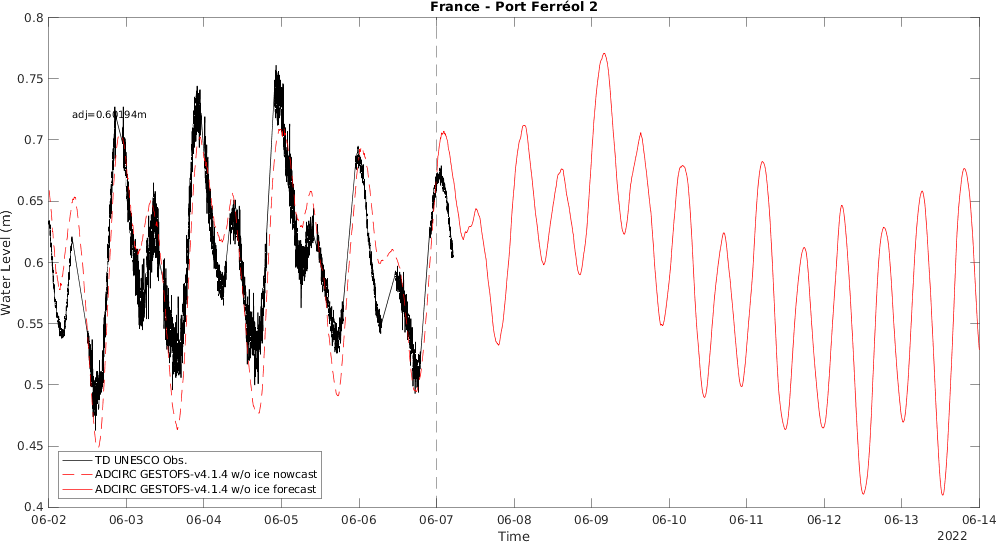 France - Port Ferréol 2
0.8
0.75
0.7
0.65
0.6
0.55
0.5
0.45
0.4
Water Level (m)
adj=0.60194m
TD UNESCO Obs.
ADCIRC GESTOFS-v4.1.4 w/o ice nowcast
ADCIRC GESTOFS-v4.1.4 w/o ice forecast
06-02 06-03 06-04 06-05 06-06 06-07 06-08 06-09 06-10 06-11 06-12 06-13 06-14
Time
2022